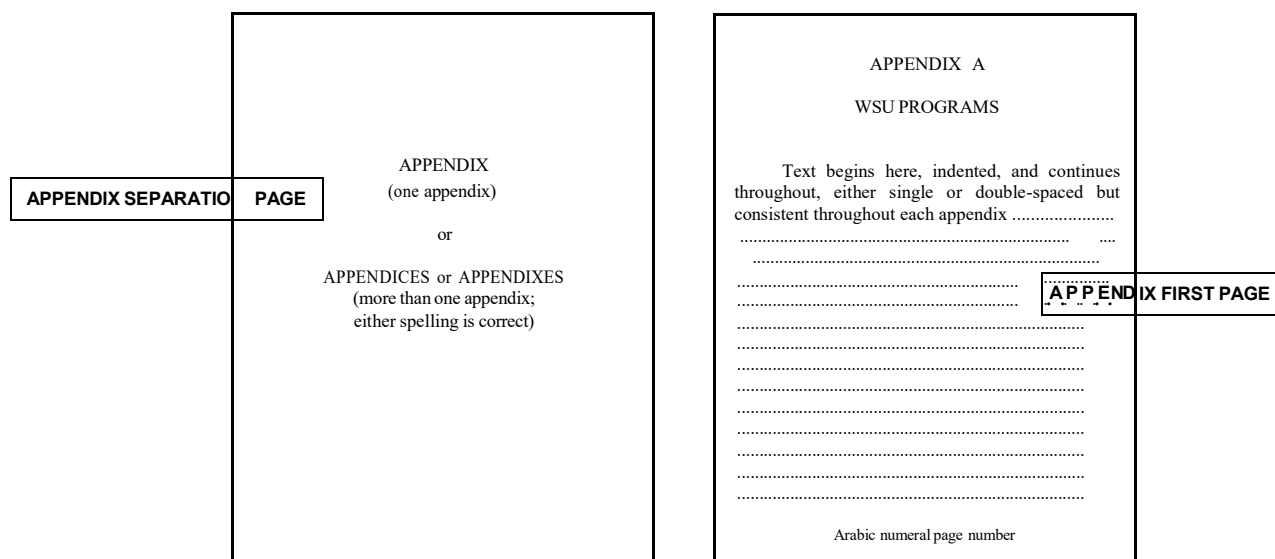 APPENDIX SEPARATIO PAGE
APPENDIX
(one appendix)
or
APPENDICES or APPENDIXES
(more than one appendix;
either spelling is correct)
APPENDIX A
WSU PROGRAMS
Text begins here, indented, and continues
throughout, either single or double-spaced but
consistent throughout each appendix .......................
APPENDIX FIRST PAGE
Arabic numeral page number